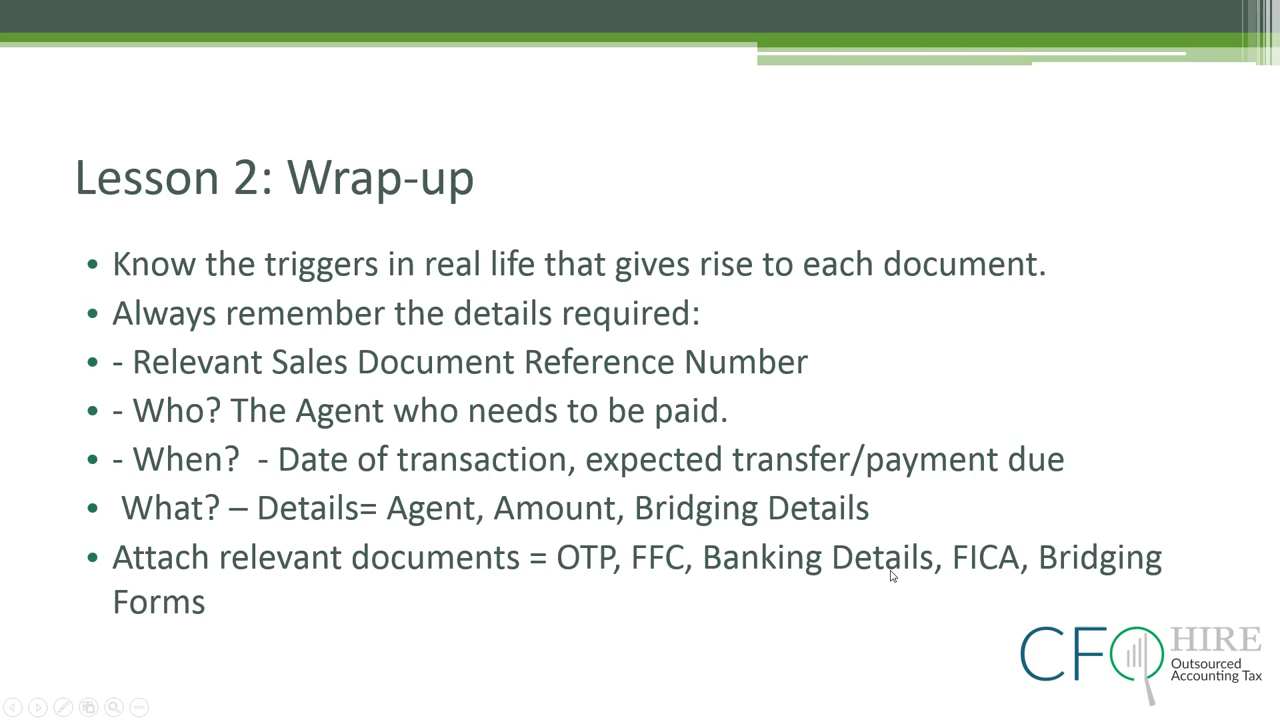 Lesson 2: Wrap-up
• Know the triggers in real life that gives rise to each document.
• Always remember the details required:
• - Relevant Sales Document Reference Number
• - Who? The Agent who needs to be paid.
• - When?  - Date of transaction, expected transfer/payment due
•  What? – Details= Agent, Amount, Bridging Details
• Attach relevant documents = OTP, FFC, Banking Details, FICA, Bridging
Forms
CFO HIRE
Outsourced
Accounting Tax